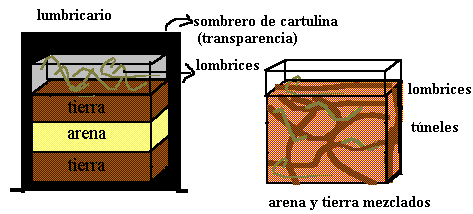 lumbricario
sombrero de cartulina
(transparencia)
lombrices
tierra
arena
tierra
lombrices
túneles
arena y tierra mezclados